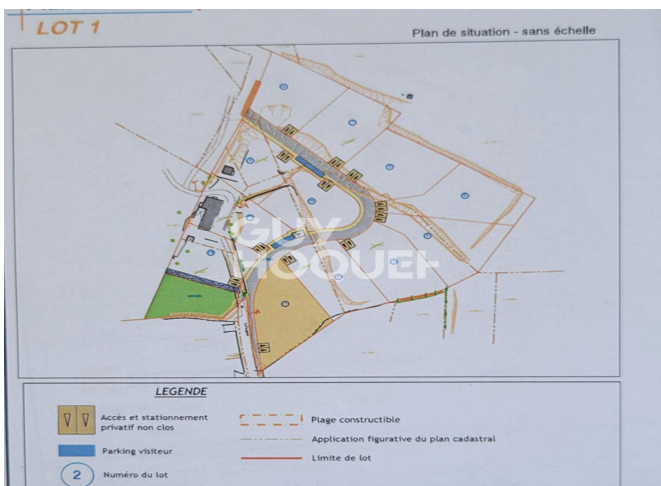 LOT 1
Plan de situation - sans échelle
GUY
HOQUET
LEGENDE
Accès et stationnement
privatif non clos
Parking visiteur
2 Numéro du lot
Plage constructible
Application figurative du plan cadastral
Limite de lot